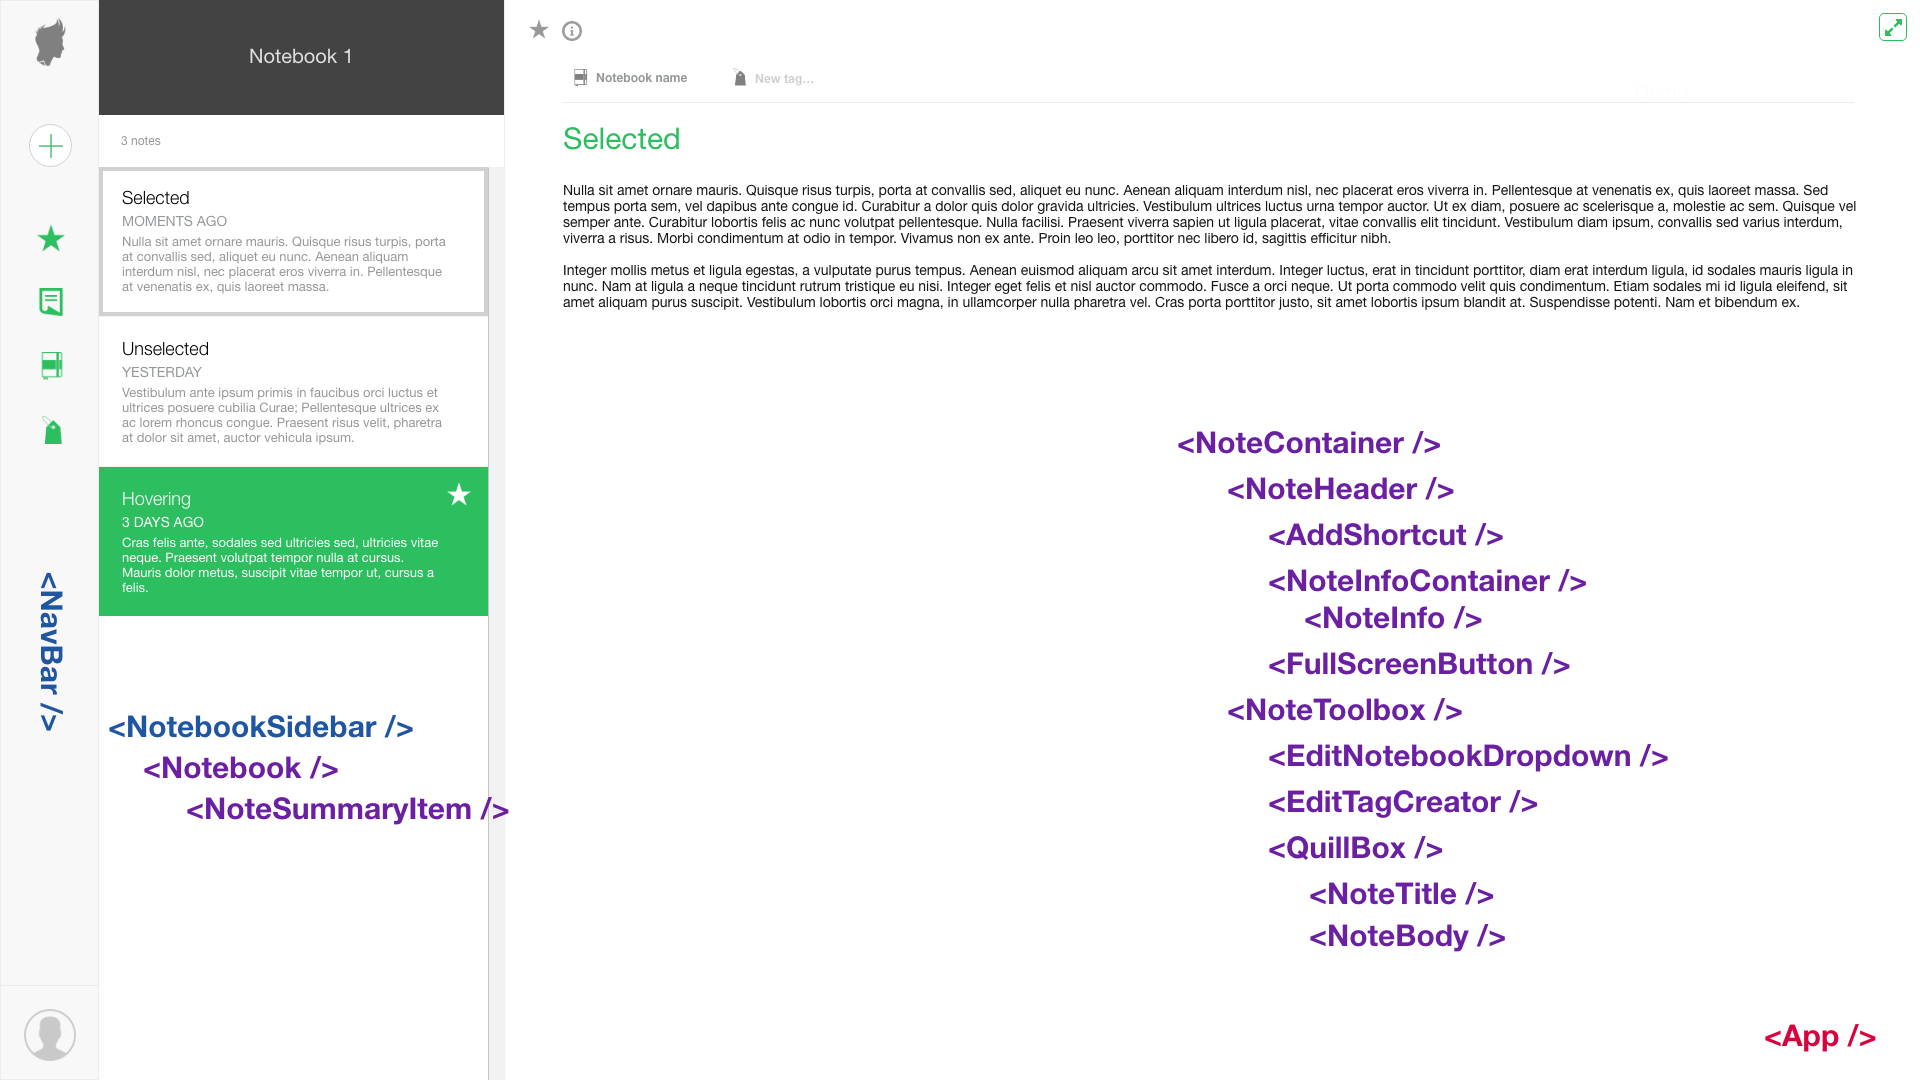 Notebook 1
3 notes
Selected
MOMENTS AGO
Nulla sit amet ornare mauris. Quisque risus turpis, porta
at convallis sed, aliquet eu nunc. Aenean aliquam
interdum nisl, nec placerat eros viverra in. Pellentesque
at venenatis ex, quis laoreet massa.
Unselected
YESTERDAY
Vestibulum ante ipsum primis in faucibus orci luctus et
ultrices posuere cubilia Curae; Pellentesque ultrices ex
ac lorem rhoncus congue. Praesent risus velit, pharetra
at dolor sit amet, auctor vehicula ipsum.
Hovering
3 DAYS AGO
Cras felis ante, sodales sed ultricies sed, ultricies vitae
neque. Praesent volutpat tempor nulla at cursus.
Mauris dolor metus, suscipit vitae tempor ut, cursus a
felis.
<NavBar />
<NotebookSidebar />
<Notebook />
<NoteSummaryItem />
Notebook name
New tag...
Selected
Nulla sit amet ornare mauris. Quisque risus turpis, porta at convallis sed, aliquet eu nunc. Aenean aliquam interdum nisl, nec placerat eros viverra in. Pellentesque at venenatis ex, quis laoreet massa. Sed
tempus porta sem, vel dapibus ante congue id. Curabitur a dolor quis dolor gravida ultricies. Vestibulum ultrices luctus urna tempor auctor. Ut ex diam, posuere ac scelerisque a, molestie ac sem. Quisque vel
semper ante. Curabitur lobortis felis ac nunc volutpat pellentesque. Nulla facilisi. Praesent viverra sapien ut ligula placerat, vitae convallis elit tincidunt. Vestibulum diam ipsum, convallis sed varius interdum,
viverra a risus. Morbi condimentum at odio in tempor. Vivamus non ex ante. Proin leo leo, porttitor nec libero id, sagittis efficitur nibh.
Integer mollis metus et ligula egestas, a vulputate purus tempus. Aenean euismod aliquam arcu sit amet interdum. Integer luctus, erat in tincidunt porttitor, diam erat interdum ligula, id sodales mauris ligula in
nunc. Nam at ligula a neque tincidunt rutrum tristique eu nisi. Integer eget felis et nisl auctor commodo. Fusce a orci neque. Ut porta commodo velit quis condimentum. Etiam sodales mi id ligula eleifend, sit
amet aliquam purus suscipit. Vestibulum lobortis orci magna, in ullamcorper nulla pharetra vel. Cras porta porttitor justo, sit amet lobortis ipsum blandit at. Suspendisse potenti. Nam et bibendum ex.
<NoteContainer />
<NoteHeader />
<AddShortcut />
<NoteInfoContainer />
<NoteInfo />
<FullScreenButton />
<NoteToolbox />
<EditNotebookDropdown />
<EditTagCreator />
<QuillBox />
<NoteTitle />
<NoteBody />
<App />